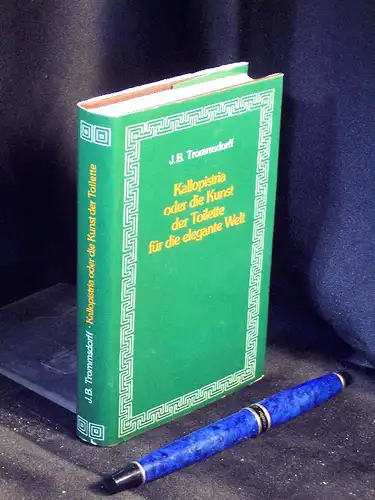 J.B. Trommsdorff
Kallopistria
oder die Kunst
der Toilette
für die elegante Welt
J.B. Trommsdorff · Kallopistria oder die Kunst der Toilette